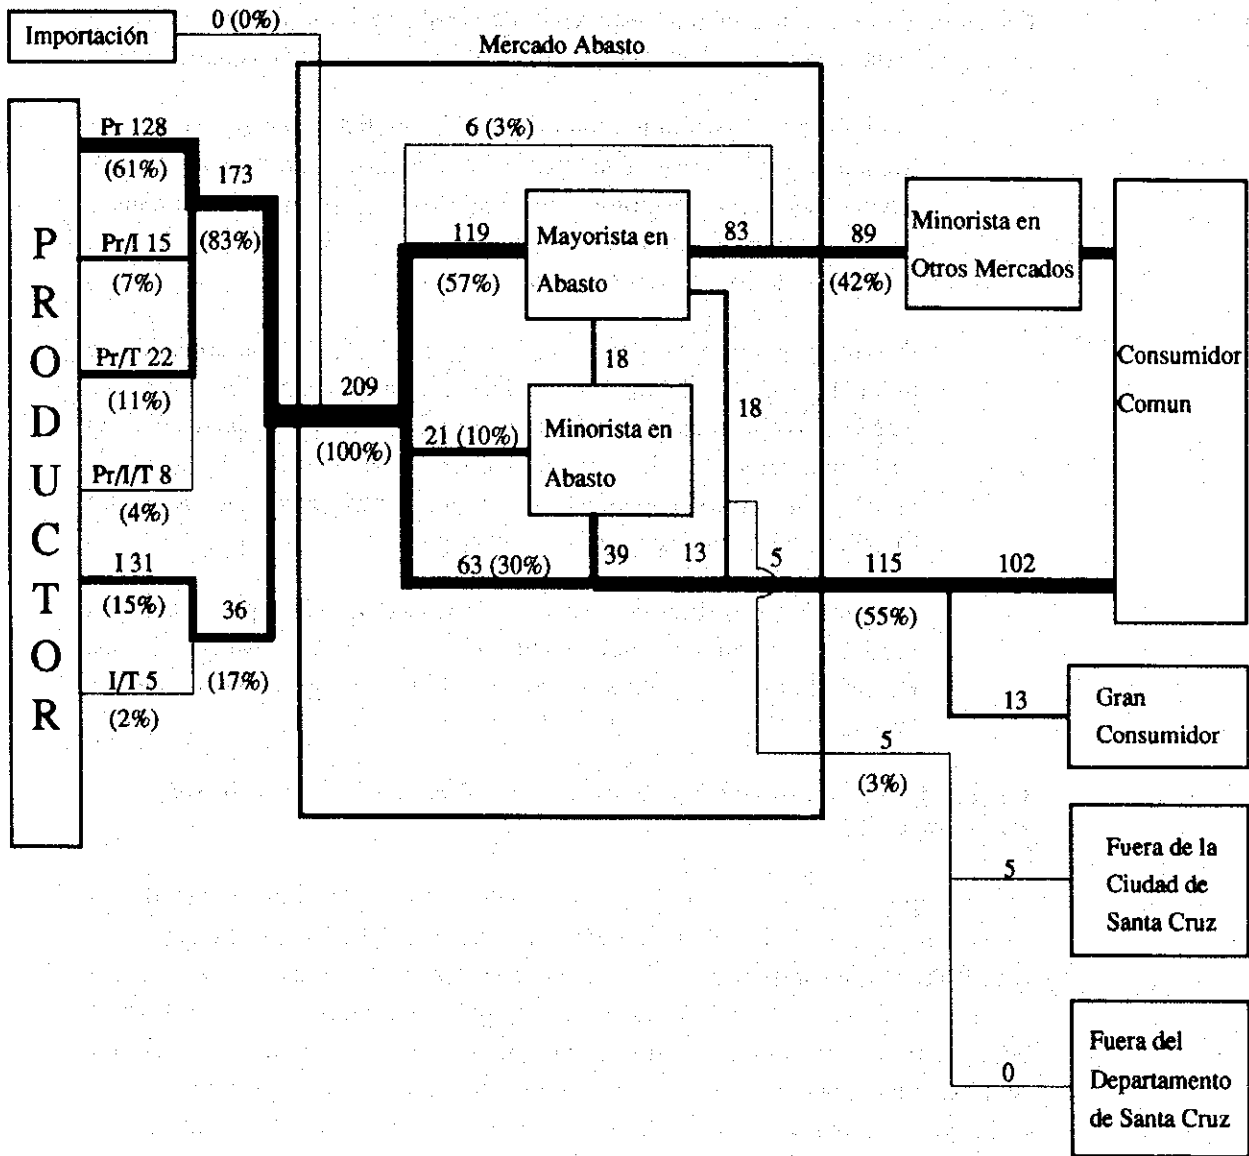 Importación
0 (0%)
Mercado Abasto
PRODUCTOR
Pr 128
(61%)
173
(83%)
Pr/I 15
(7%)
Pr/T 22
(11%)
Pr/I/T 8
(4%)
I 31
(15%)
36
(17%)
I/T 5
(2%)
209
(100%)
6 (3%)
119
(57%)
Mayorista en
Abasto
83
89
(42%)
Minorista en
Otros Mercados
Consumidor
Comun
18
18
21 (10%)
Minorista en
Abasto
63 (30%)
39
13
5
115
(55%)
102
13
Gran
Consumidor
5
(3%)
5
Fuera de la
Ciudad de
Santa Cruz
0
Fuera del
Departamento
de Santa Cruz